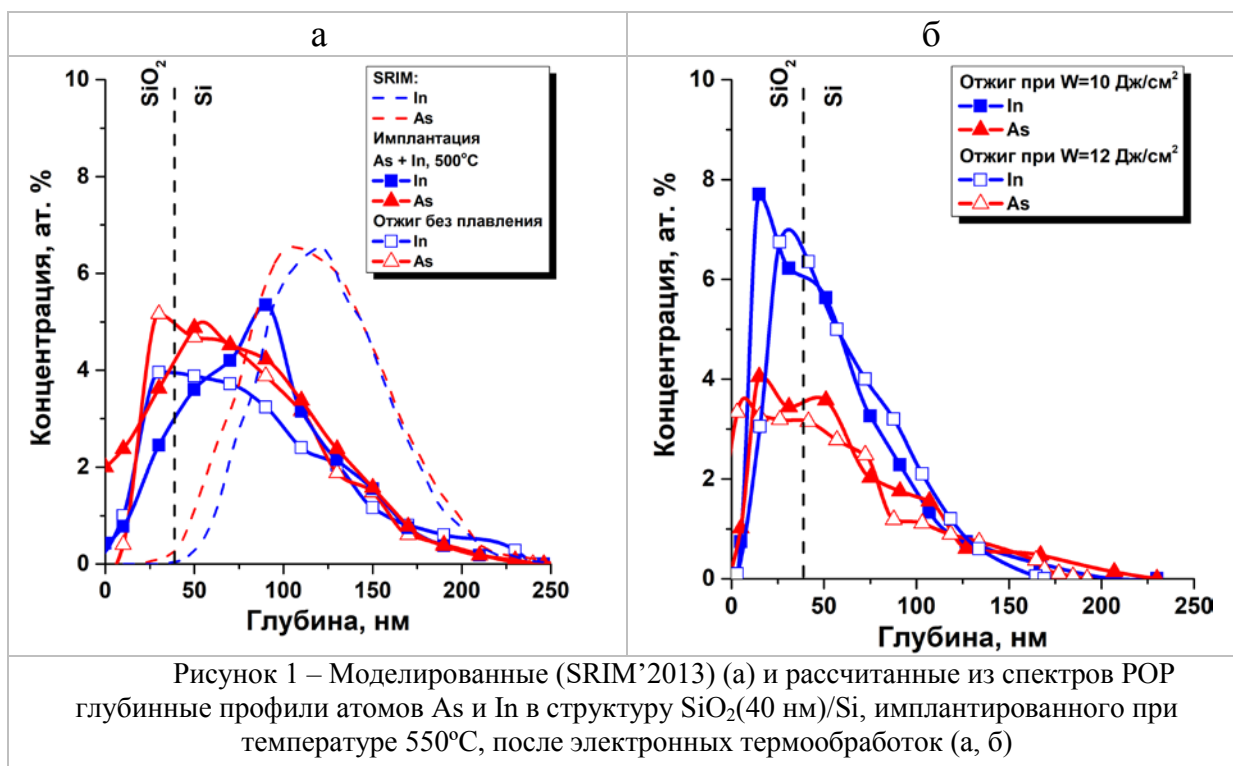 а
б
10
8
6
4
2
0
Концентрация, ат. %
SiO2
Si
SRIM:
In
As
Имплантация
As + In, 500°C
In
As
Отжиг без плавления
In
As
0 50 100 150 200 250
Глубина, нм
10
8
6
4
2
0
Концентрация, ат. %
SiO2
Si
Отжиг при W=10 Дж/см2
In
As
Отжиг при W=12 Дж/см2
In
As
0 50 100 150 200 250
Глубина, нм
Рисунок 1 – Моделированные (SRIM’2013) (а) и рассчитанные из спектров РОР
глубинные профили атомов As и In в структуру SiO2(40 нм)/Si, имплантированного при
температуре 550ºС, после электронных термообработок (а, б)